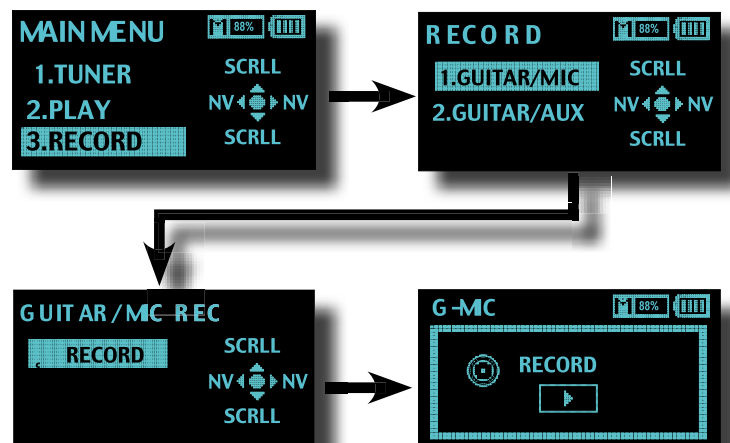 MAIN MENU 88%
1.TUNER
2.PLAY
3.RECORD
SCRLL
NV NV
SCRLL
RECORD 88%
1.GUITAR/MIC
2.GUITAR/AUX
SCRLL
NV NV
SCRLL
GUITAR/MIC REC
RECORD
SCRLL
NV NV
SCRLL
G-MIC 88%
RECORD